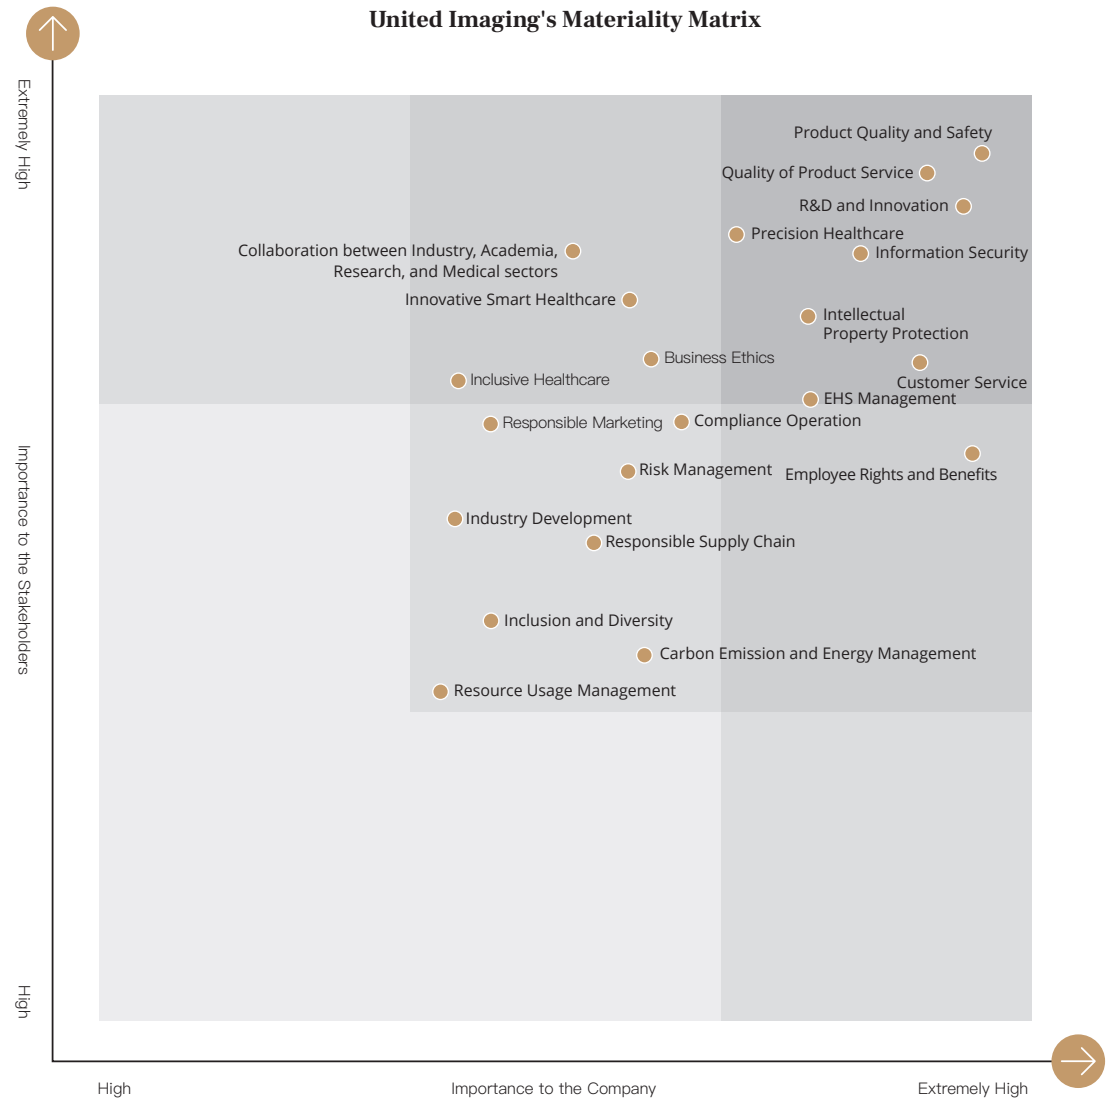 United Imaging's Materiality Matrix
Extremely High
Importance to the Stakeholders
High
Product Quality and Safety
Quality of Product Service
R&D and Innovation
Precision Healthcare
Collaboration between Industry, Academia,
Research, and Medical sectors
Information Security
Innovative Smart Healthcare
Intellectual
Property Protection
Business Ethics
Inclusive Healthcare
Customer Service
EHS Management
Responsible Marketing
Compliance Operation
Risk Management
Employee Rights and Benefits
Industry Development
Responsible Supply Chain
Inclusion and Diversity
Carbon Emission and Energy Management
Resource Usage Management
High
Importance to the Company
Extremely High